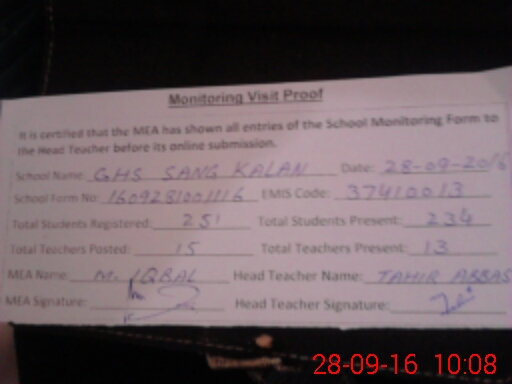 Monitoring Visit Proof
It is certified that the MEA has shown all entries of the School Monitoring Form to
the Head Teacher before its online submission.
School Name: GHS SANG KALAN Date: 28-09-2016
School Form No: 1609281001116 EMIS Code: 37410013
Total Students Registered: 251 Total Students Present: 234
Total Teachers Posted: 15 Total Teachers Present: 13
MEA Name: M. IQBAL Head Teacher Name: TAHIR ABBAS
MEA Signature: Head Teacher Signature:
28-09-16 10:08